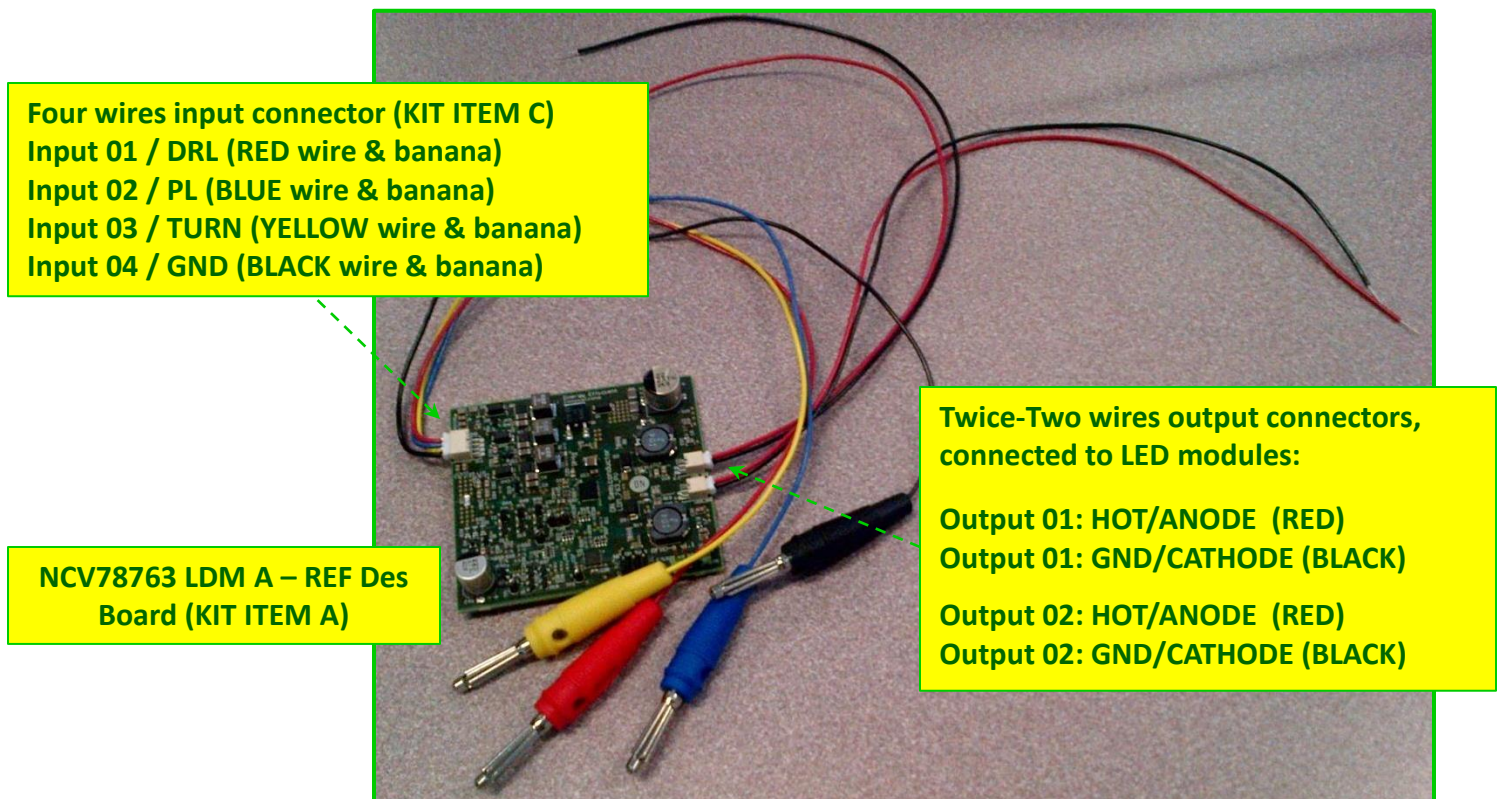 Four wires input connector (KIT ITEM C)
Input 01 / DRL (RED wire & banana)
Input 02 / PL (BLUE wire & banana)
Input 03 / TURN (YELLOW wire & banana)
Input 04 / GND (BLACK wire & banana)
NCV78763 LDM A – REF Des
Board (KIT ITEM A)
Twice-Two wires output connectors,
connected to LED modules:
Output 01: HOT/ANODE (RED)
Output 01: GND/CATHODE (BLACK)
Output 02: HOT/ANODE (RED)
Output 02: GND/CATHODE (BLACK)
ON